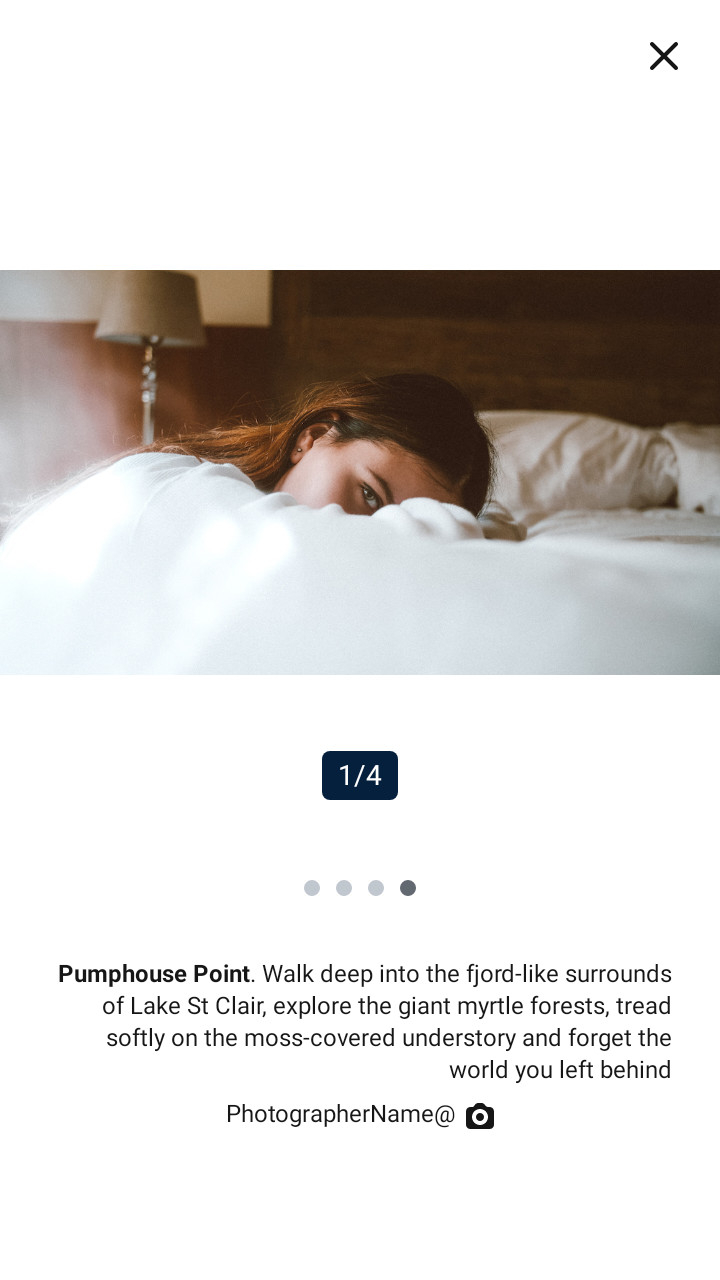 1/4
Pumphouse Point. Walk deep into the fjord-like surrounds
of Lake St Clair, explore the giant myrtle forests, tread
softly on the moss-covered understory and forget the
world you left behind
PhotographerName@